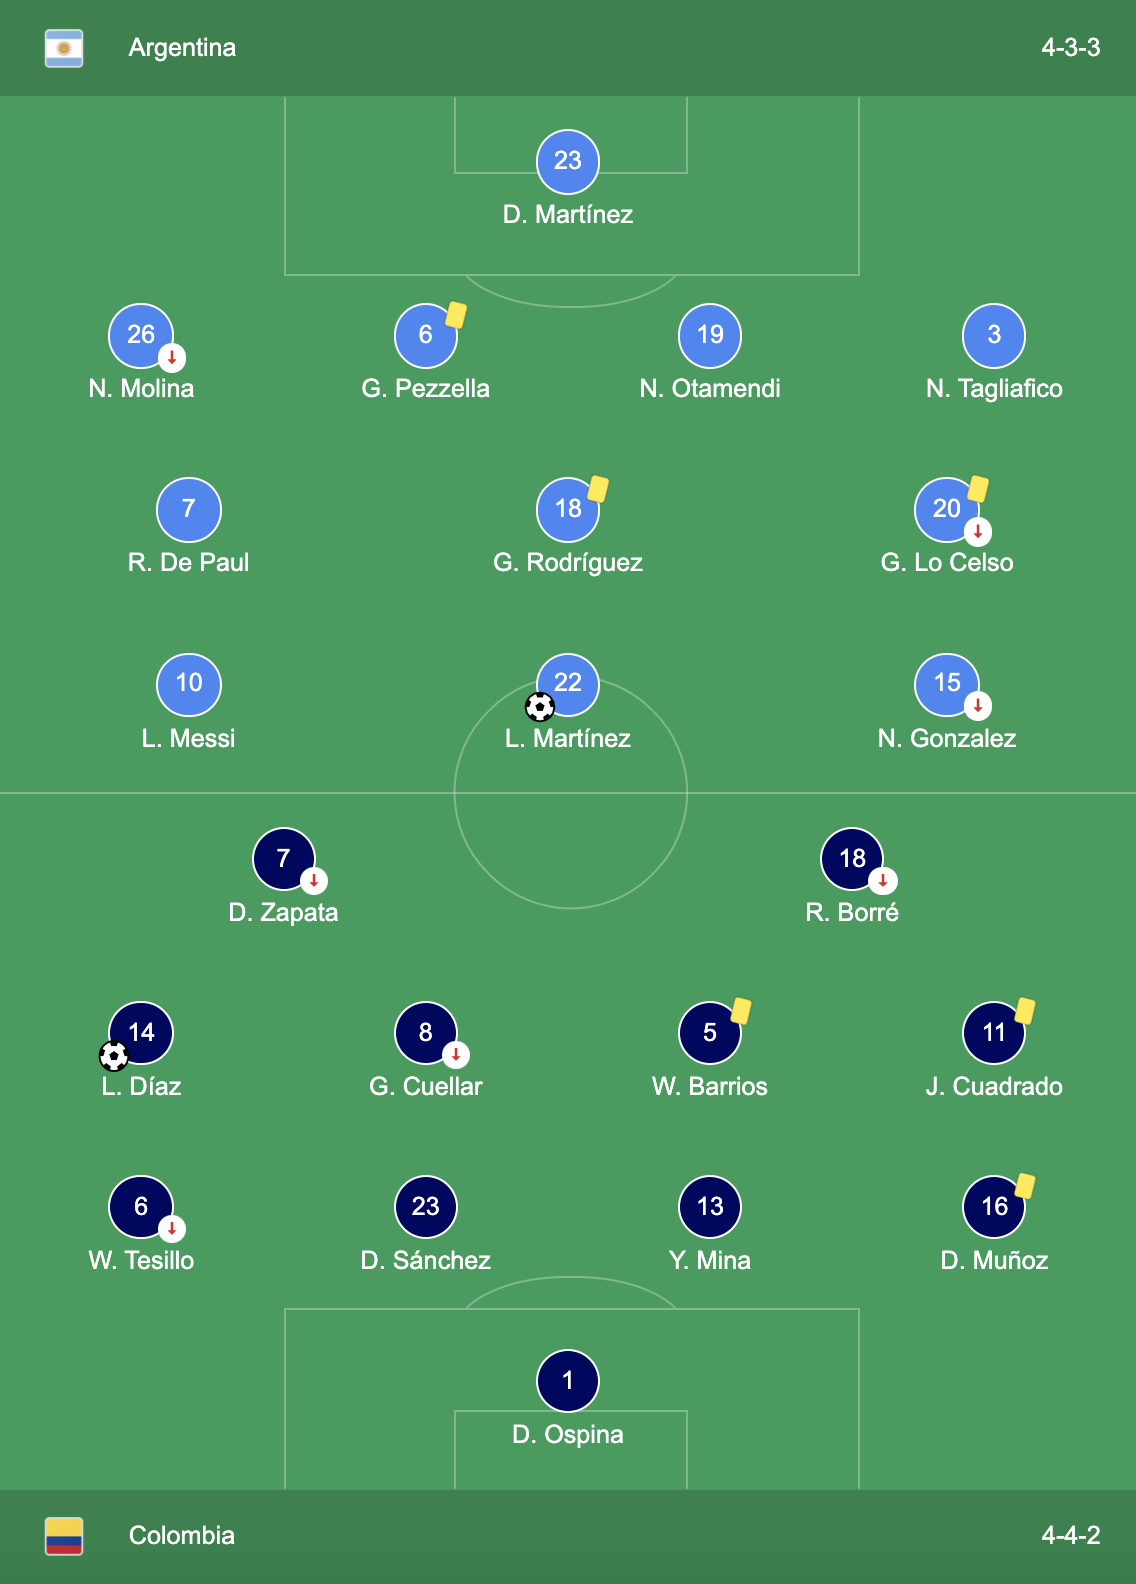 Argentina 4-3-3
23
D. Martínez
26 6 19 3
N. Molina G. Pezzella N. Otamendi N. Tagliafico
7 18 20
R. De Paul G. Rodríguez G. Lo Celso
10 22 15
L. Messi L. Martínez N. Gonzalez
7 18
D. Zapata R. Borré
14 8 5 11
L. Díaz G. Cuellar W. Barrios J. Cuadrado
6 23 13 16
W. Tesillo D. Sánchez Y. Mina D. Muñoz
1
D. Ospina
Colombia 4-4-2